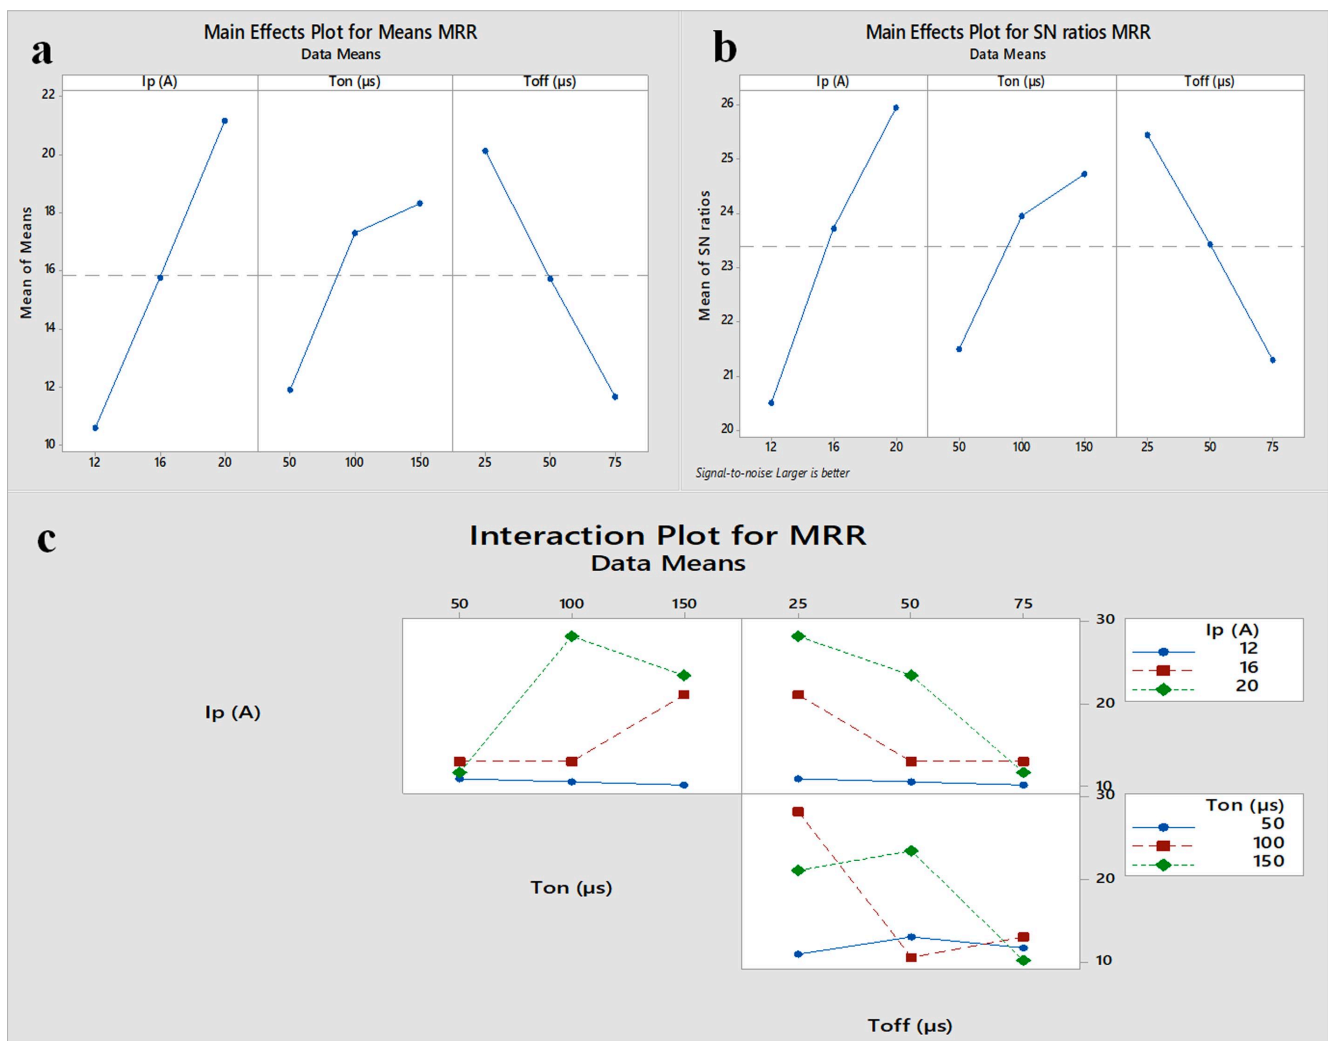 a
Main Effects Plot for Means MRR
Data Means
Ip (A) Ton (µs) Toff (µs)
Mean of Means
22
20
18
16
14
12
10
12 16 20 50 100 150 25 50 75
b
Main Effects Plot for SN ratios MRR
Data Means
Ip (A) Ton (µs) Toff (µs)
Mean of SN ratios
26
25
24
23
22
21
20
12 16 20 50 100 150 25 50 75
Signal-to-noise: Larger is better
c
Interaction Plot for MRR
Data Means
50 100 150 25 50 75
Ip (A)
30
20
10
Ip (A)
12
16
20
Ton (µs)
30
20
10
Ton (µs)
50
100
150
Toff (µs)